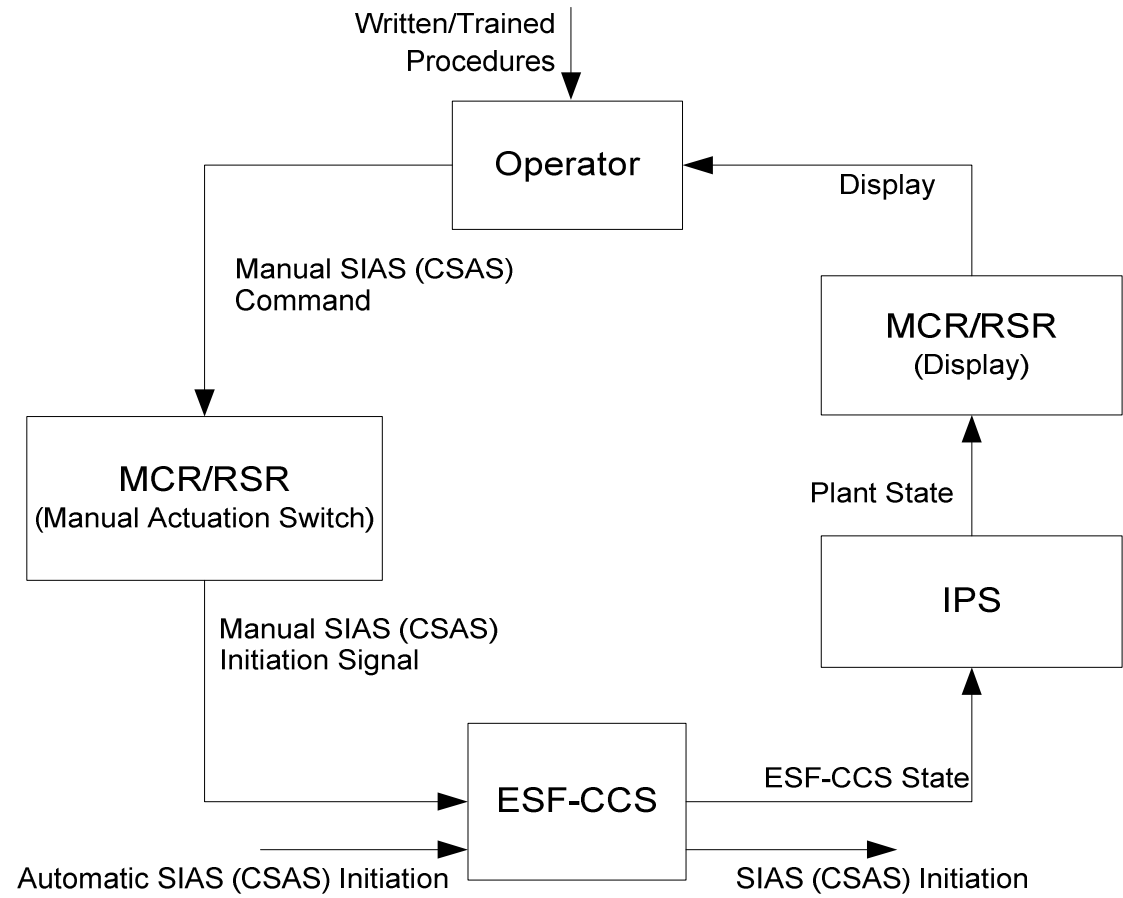 Written/Trained
Procedures
Operator
Display
Manual SIAS (CSAS)
Command
MCR/RSR
(Display)
MCR/RSR
(Manual Actuation Switch)
Plant State
IPS
Manual SIAS (CSAS)
Initiation Signal
ESF-CCS
ESF-CCS State
Automatic SIAS (CSAS) Initiation
SIAS (CSAS) Initiation